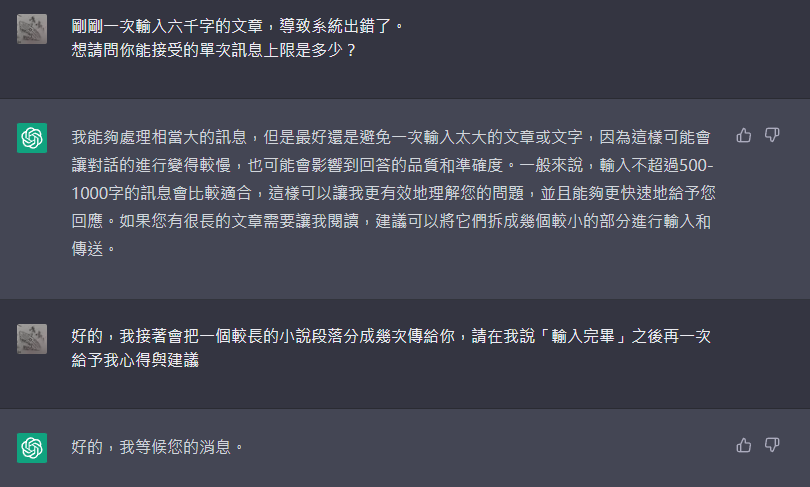 剛剛一次輸入六千字的文章，導致系統出錯了。
想請問你能接受的單次訊息上限是多少？
我能夠處理相當大的訊息，但是最好還是避免一次輸入太大的文章或文字，因為這樣可能會
讓對話的進行變得較慢，也可能會影響到回答的品質和準確度。一般來說，輸入不超過500-
1000字的訊息會比較適合，這樣可以讓我更有效地理解您的問題，並且能夠更快速地給予您
回應。如果您有很長的文章需要讓我閱讀，建議可以將它們拆成幾個較小的部分進行輸入和
傳送。
好的，我接著會把一個較長的小說段落分成幾次傳給你，請在我說「輸入完畢」之後再一次
給予我心得與建議
好的，我等候您的消息。